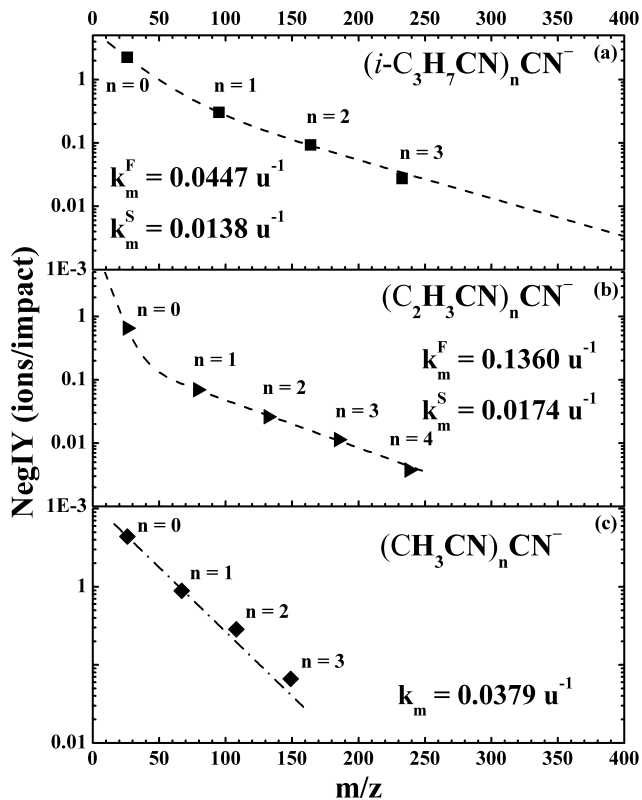 0 50 100 150 200 250 300 350 400
(i-C₃H₇CN)ₙCN⁻ (a)
1
n = 0
n = 1
n = 2
0.1
n = 3
kₘF = 0.0447 u⁻¹
0.01
kₘS = 0.0138 u⁻¹
1E-3
(C₂H₃CN)ₙCN⁻ (b)
n = 0
1
kₘF = 0.1360 u⁻¹
n = 1
0.1
n = 2
kₘS = 0.0174 u⁻¹
n = 3
n = 4
0.01
1E-3
NegIY (ions/impact)
(c)
n = 0
(CH₃CN)ₙCN⁻
n = 1
1
n = 2
n = 3
kₘ = 0.0379 u⁻¹
0.01
0 50 100 150 200 250 300 350 400
m/z